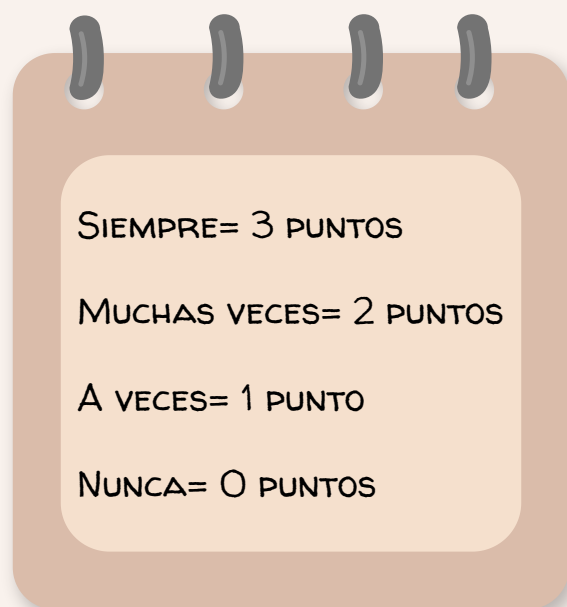 Siempre= 3 puntos
Muchas veces= 2 puntos
A veces= 1 punto
Nunca= 0 puntos